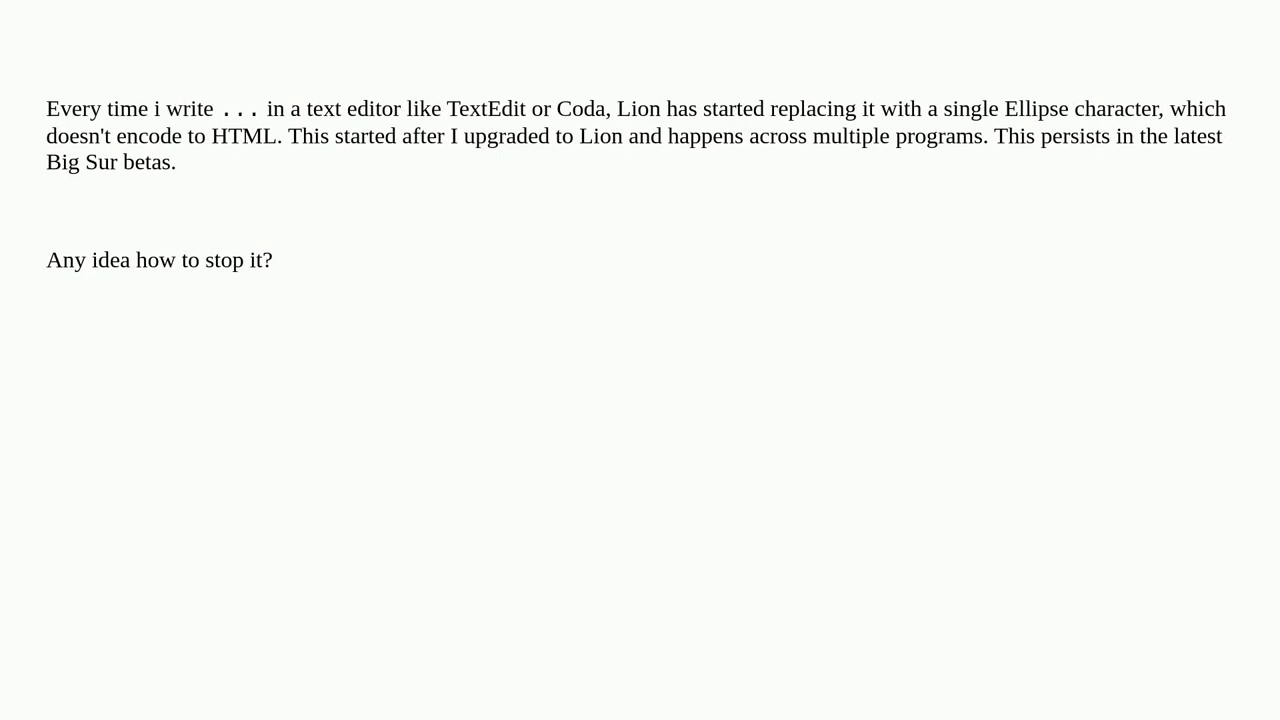 Every time i write ... in a text editor like TextEdit or Coda, Lion has started replacing it with a single Ellipse character, which
doesn't encode to HTML. This started after I upgraded to Lion and happens across multiple programs. This persists in the latest
Big Sur betas.
Any idea how to stop it?